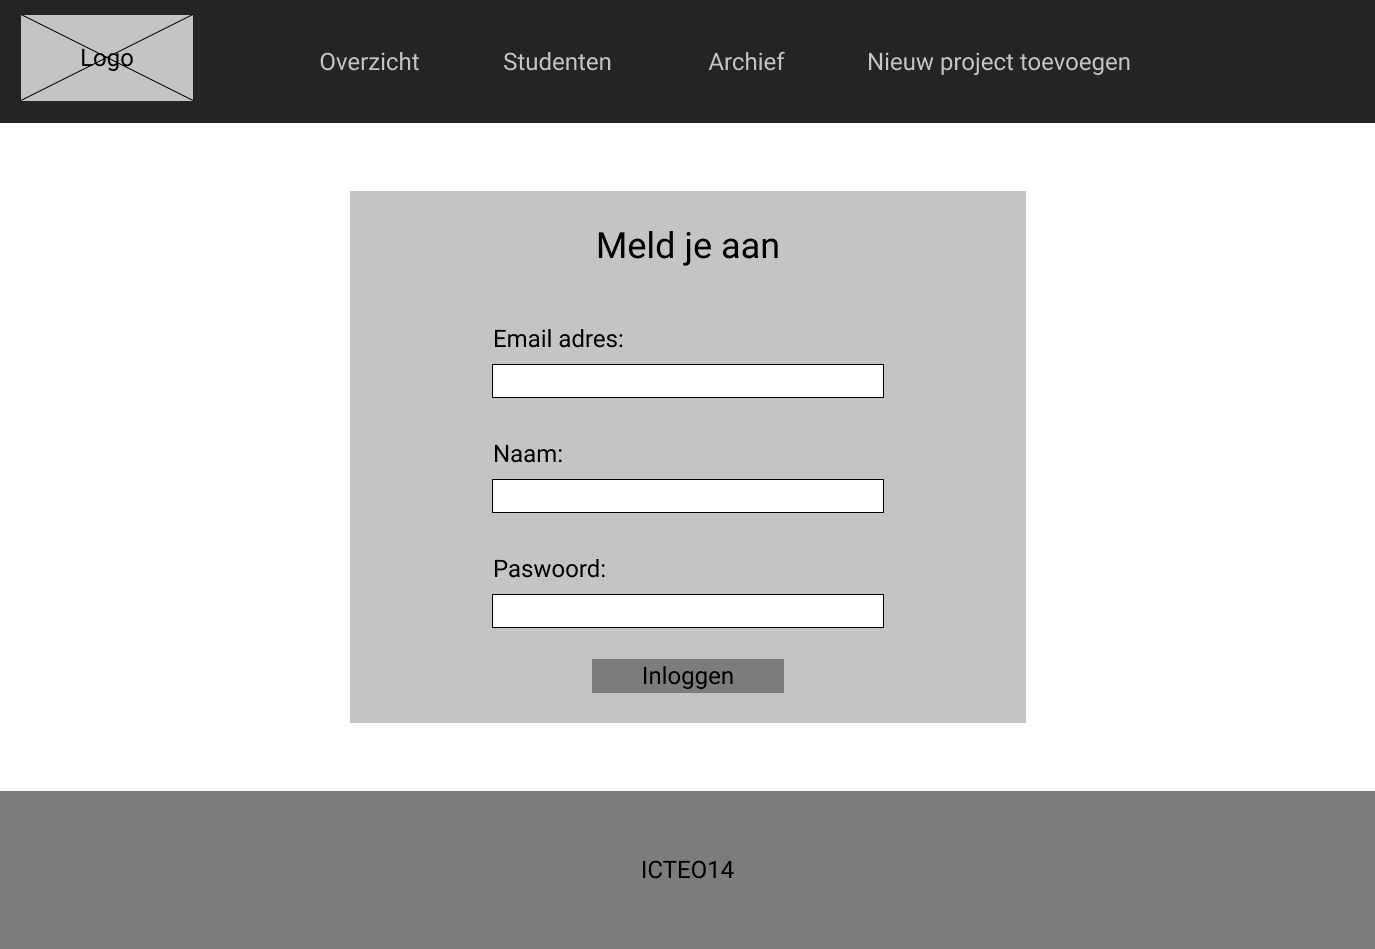 Logo
Overzicht Studenten Archief Nieuw project toevoegen
Meld je aan
Email adres:
Naam:
Paswoord:
Inloggen
ICTEO14